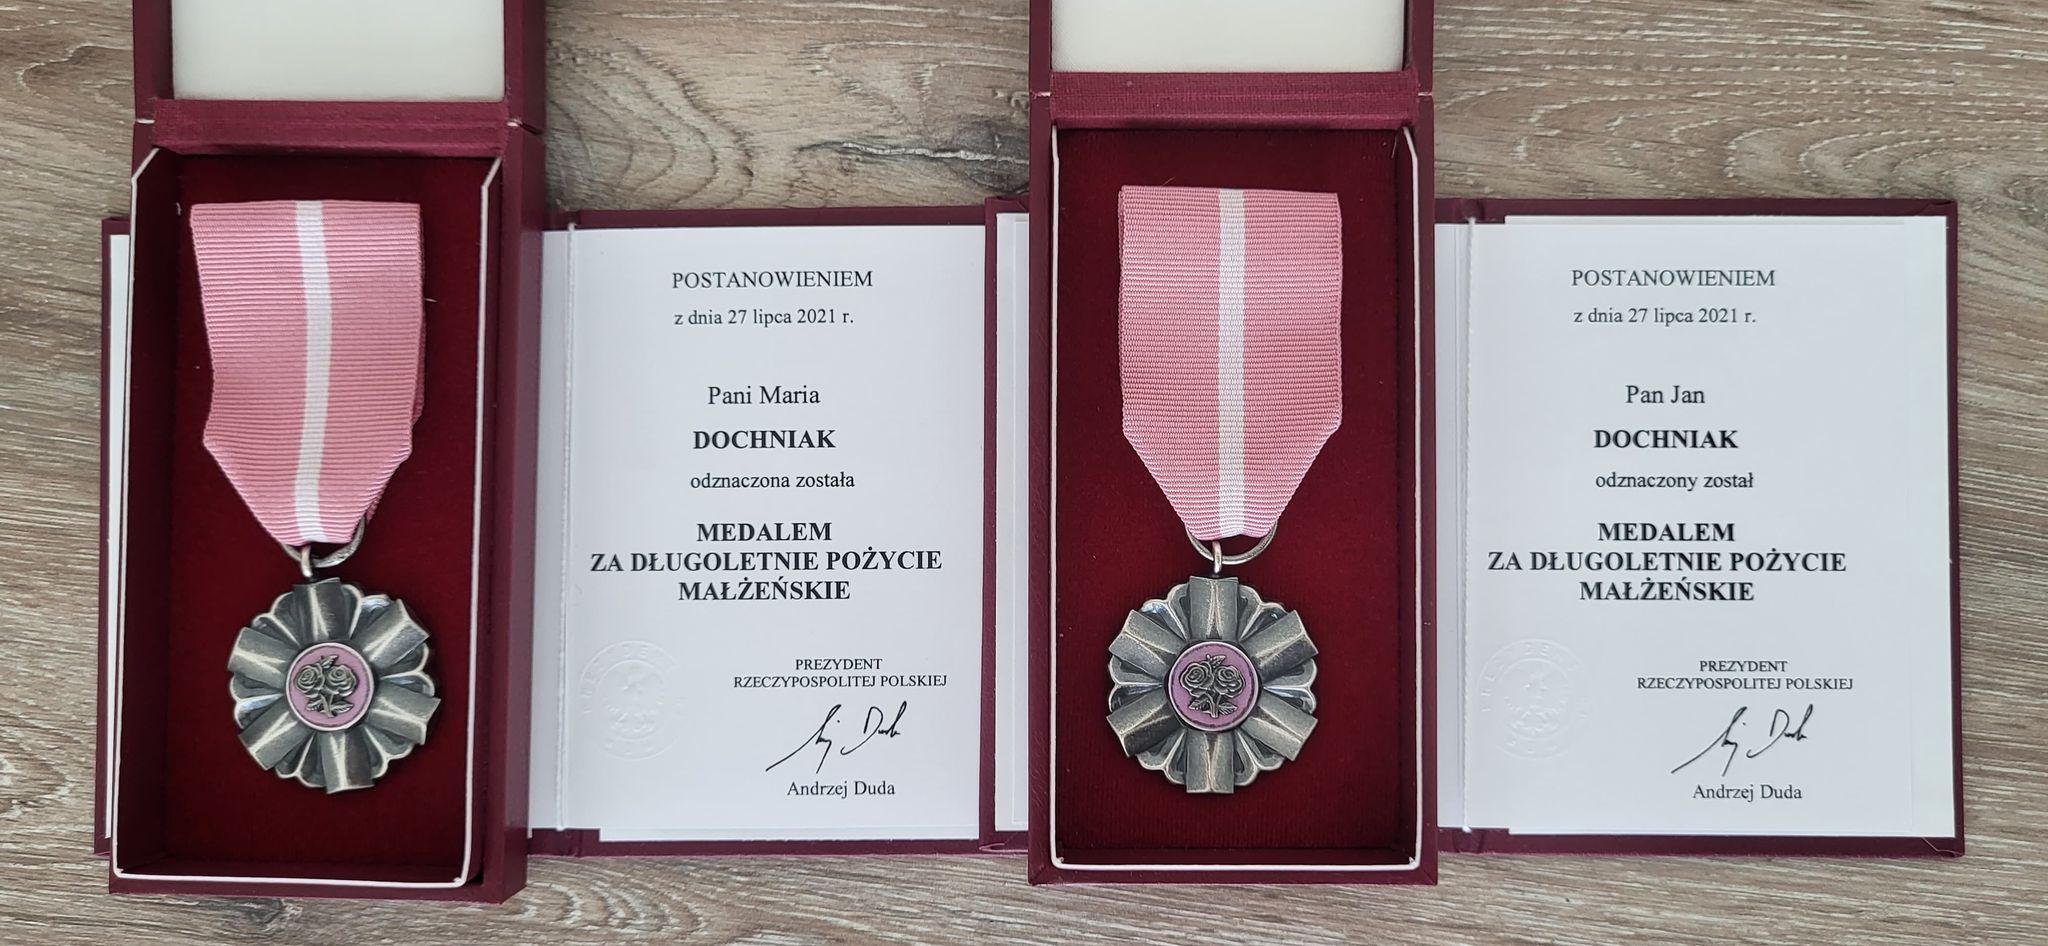 POSTANOWIENIEM
z dnia 27 lipca 2021 r.
Pani Maria
DOCHNIAK
odznaczona została
MEDALEM
ZA DŁUGOLETNIE POŻYCIE
MAŁŻEŃSKIE
PREZYDENT
RZECZYPOSPOLITEJ POLSKIEJ
Andrzej Duda
POSTANOWIENIEM
z dnia 27 lipca 2021 r.
Pan Jan
DOCHNIAK
odznaczony został
MEDALEM
ZA DŁUGOLETNIE POŻYCIE
MAŁŻEŃSKIE
PREZYDENT
RZECZYPOSPOLITEJ POLSKIEJ
Andrzej Duda